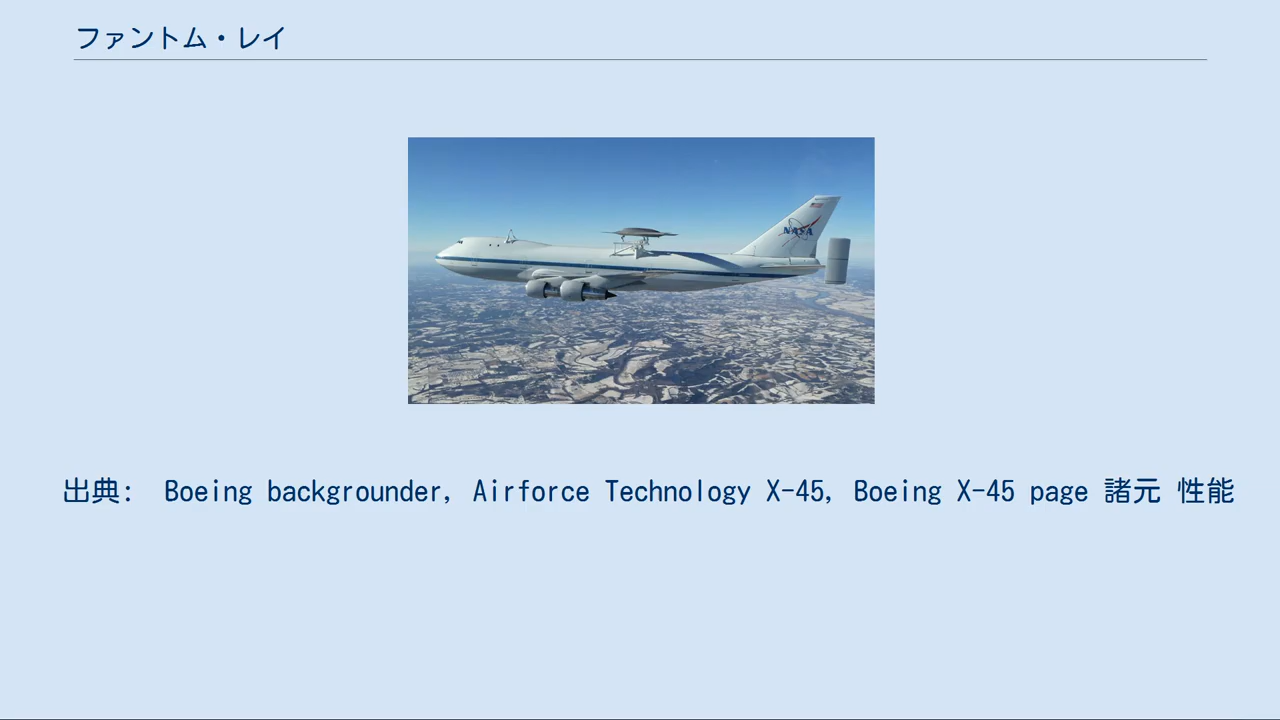 ファントム・レイ
NASA
出典: Boeing backgrounder, Airforce Technology X-45, Boeing X-45 page 諸元 性能